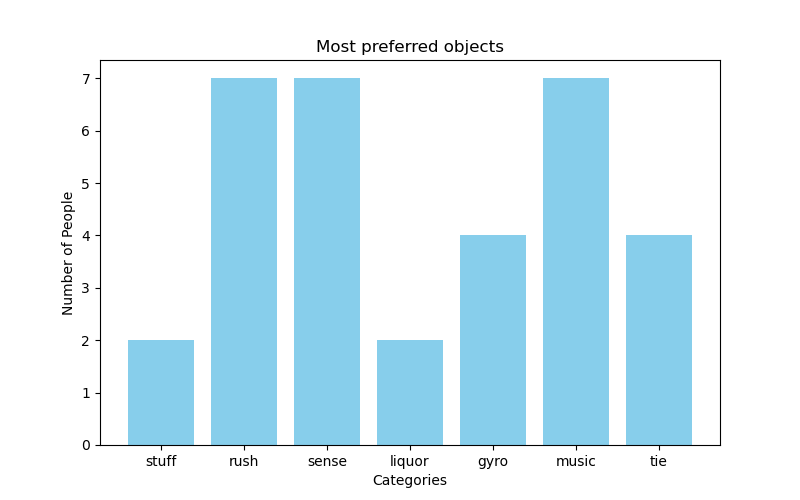 Most preferred objects
Number of People
7
6
5
4
3
2
1
0
stuff rush sense liquor gyro music tie
Categories